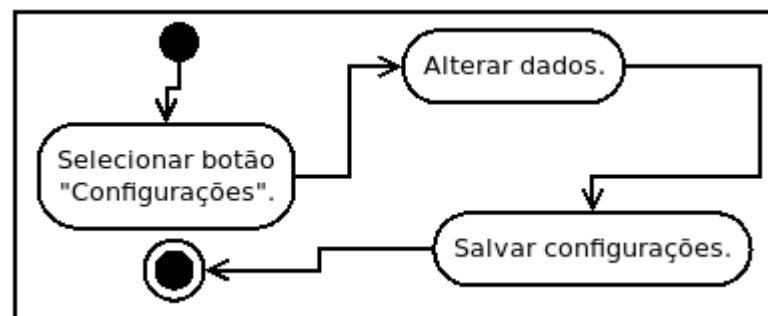 Selecionar botão
"Configurações".
Alterar dados.
Salvar configurações.